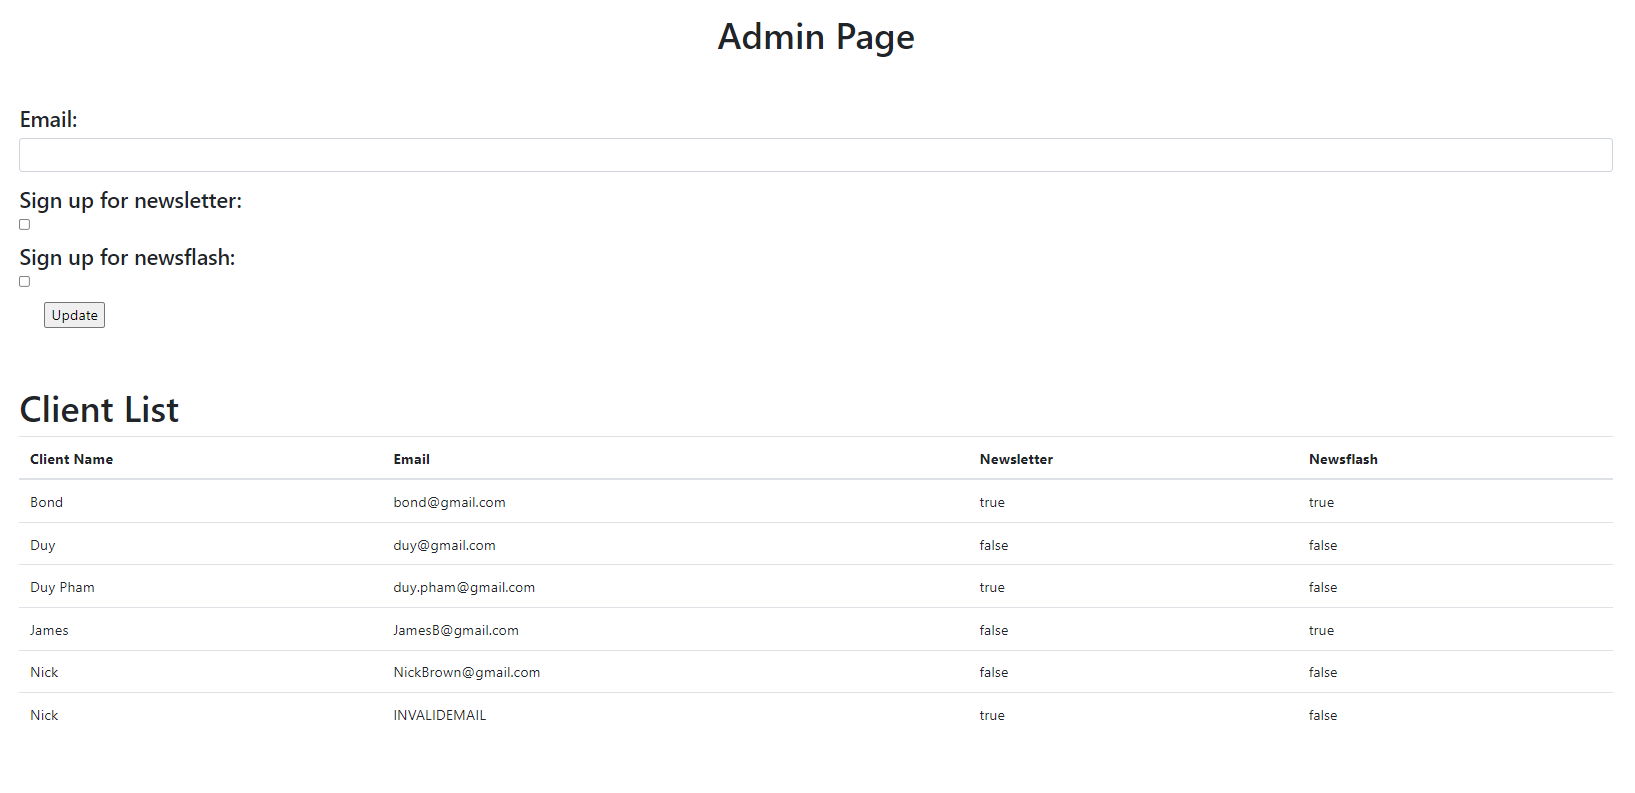 Admin Page
Email:
Sign up for newsletter:
Sign up for newsflash:
Update
Client List
Client Name Email Newsletter Newsflash
Bond bond@gmail.com true true
Duy duy@gmail.com false false
Duy Pham duy.pham@gmail.com true false
James JamesB@gmail.com false true
Nick NickBrown@gmail.com false false
Nick INVALIDEMAIL true false